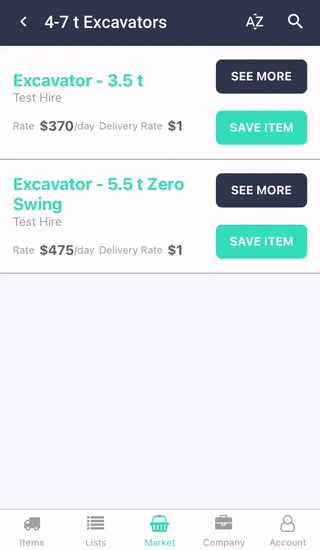 4-7 t Excavators
AZ
Excavator - 3.5 t
SEE MORE
Test Hire
Rate $370/day Delivery Rate $1
SAVE ITEM
Excavator - 5.5 t Zero
Swing
SEE MORE
Test Hire
Rate $475/day Delivery Rate $1
SAVE ITEM
Items Lists Market Company Account